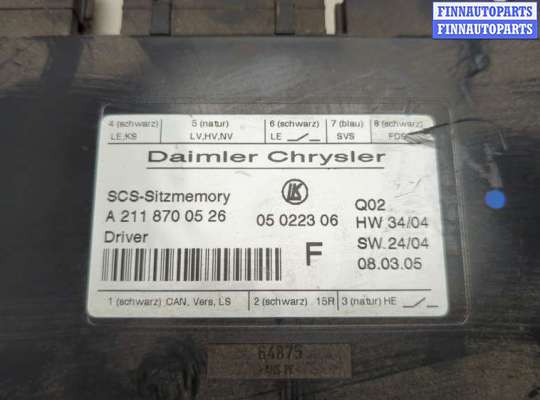 FINNAUTOPARTS
FINNAUTOPARTS
4 (schwarz) 5 (natur) 6 (schwarz) 7 (blau) 8 (schwarz)
LE,KS LV,HV,NV LE SVS FDS
Daimler Chrysler
SCS-Sitzmemory
A 211 870 05 26 05 0223 06
Driver
F
Q02
HW 34/04
SW 24/04
08.03.05
1 (schwarz) CAN, Vers, LS 2 (schwarz) 15R 3 (natur) HE
64875
FINNAUTOPARTS
FINNAUTOPARTS